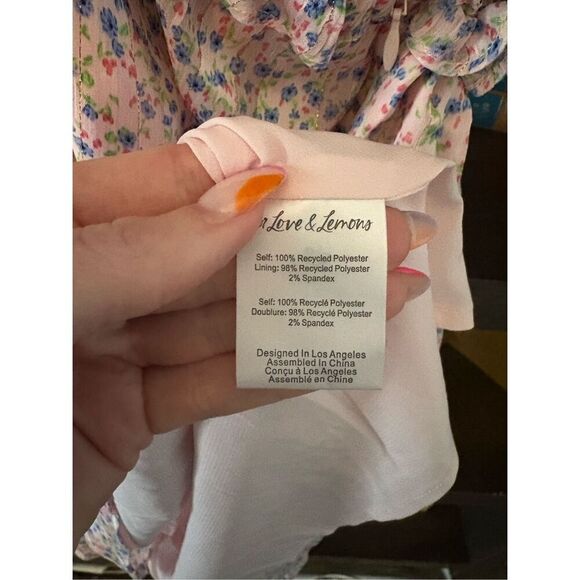 Love & Lemons
Self: 100% Recycled Polyester
Lining: 98% Recycled Polyester
2% Spandex
Self: 100% Recyclé Polyester
Doublure: 98% Recyclé Polyester
2% Spandex
Designed In Los Angeles
Assembled In China
Conçu à Los Angeles
Assemblé en Chine